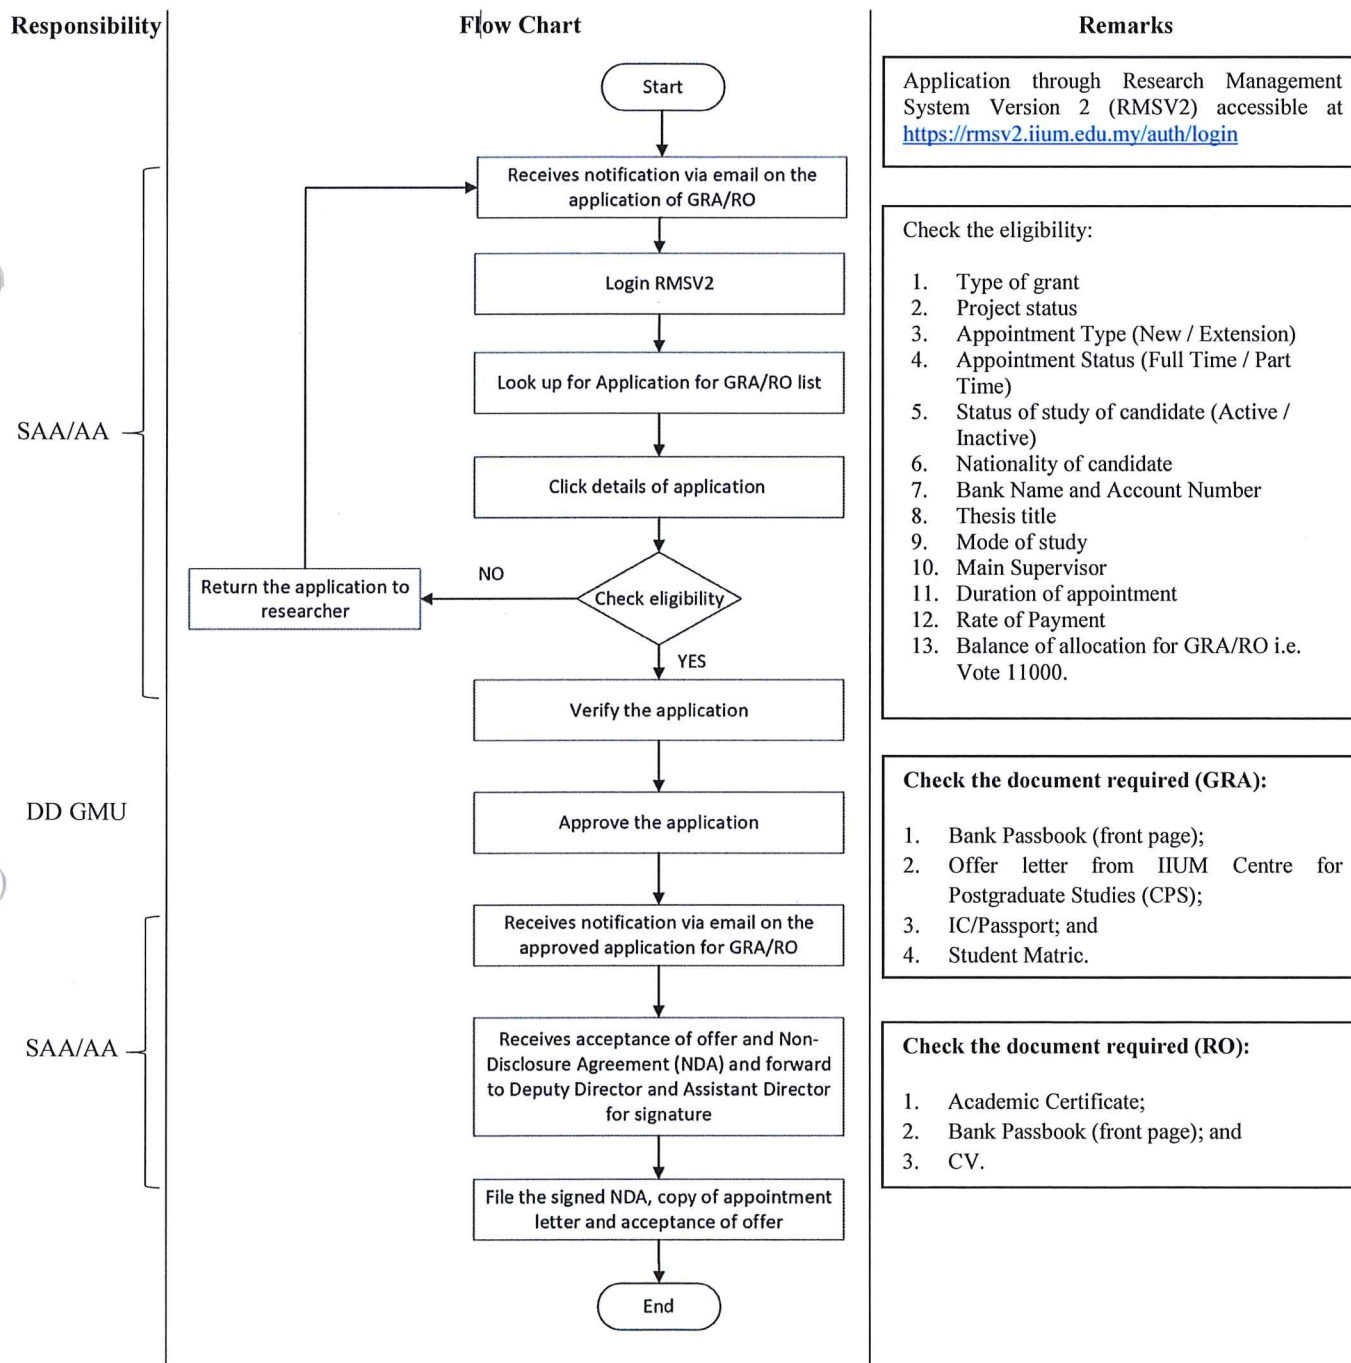 Responsibility
Flow Chart
Remarks
Start
Receives notification via email on the
application of GRA/RO
Login RMSV2
Look up for Application for GRA/RO list
Click details of application
Check eligibility
NO
Return the application to
researcher
YES
Verify the application
Approve the application
Receives notification via email on the
approved application for GRA/RO
Receives acceptance of offer and Non-
Disclosure Agreement (NDA) and forward
to Deputy Director and Assistant Director
for signature
File the signed NDA, copy of appointment
letter and acceptance of offer
End
SAA/AA
DD GMU
SAA/AA
Application through Research Management
System Version 2 (RMSV2) accessible at
https://rmsv2.iium.edu.my/auth/login
Check the eligibility:
1. Type of grant
2. Project status
3. Appointment Type (New / Extension)
4. Appointment Status (Full Time / Part
Time)
5. Status of study of candidate (Active /
Inactive)
6. Nationality of candidate
7. Bank Name and Account Number
8. Thesis title
9. Mode of study
10. Main Supervisor
11. Duration of appointment
12. Rate of Payment
13. Balance of allocation for GRA/RO i.e.
Vote 11000.
Check the document required (GRA):
1. Bank Passbook (front page);
2. Offer letter from IIUM Centre for
Postgraduate Studies (CPS);
3. IC/Passport; and
4. Student Matric.
Check the document required (RO):
1. Academic Certificate;
2. Bank Passbook (front page); and
3. CV.